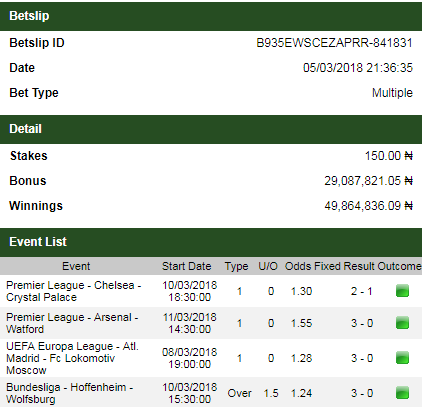 Betslip
Betslip ID B935EWSCEZAPRR-841831
Date 05/03/2018 21:36:35
Bet Type Multiple
Detail
Stakes 150.00 ₦
Bonus 29,087,821.05 ₦
Winnings 49,864,836.09 ₦
Event List
Event Start Date Type U/O Odds Fixed Result Outcome
Premier League - Chelsea - Crystal Palace 10/03/2018 18:30:00 1 0 1.30 2 - 1
Premier League - Arsenal - Watford 11/03/2018 14:30:00 1 0 1.55 3 - 0
UEFA Europa League - Atl. Madrid - Fc Lokomotiv Moscow 08/03/2018 19:00:00 1 0 1.28 3 - 0
Bundesliga - Hoffenheim - Wolfsburg 10/03/2018 15:30:00 Over 1.5 1.24 3 - 0